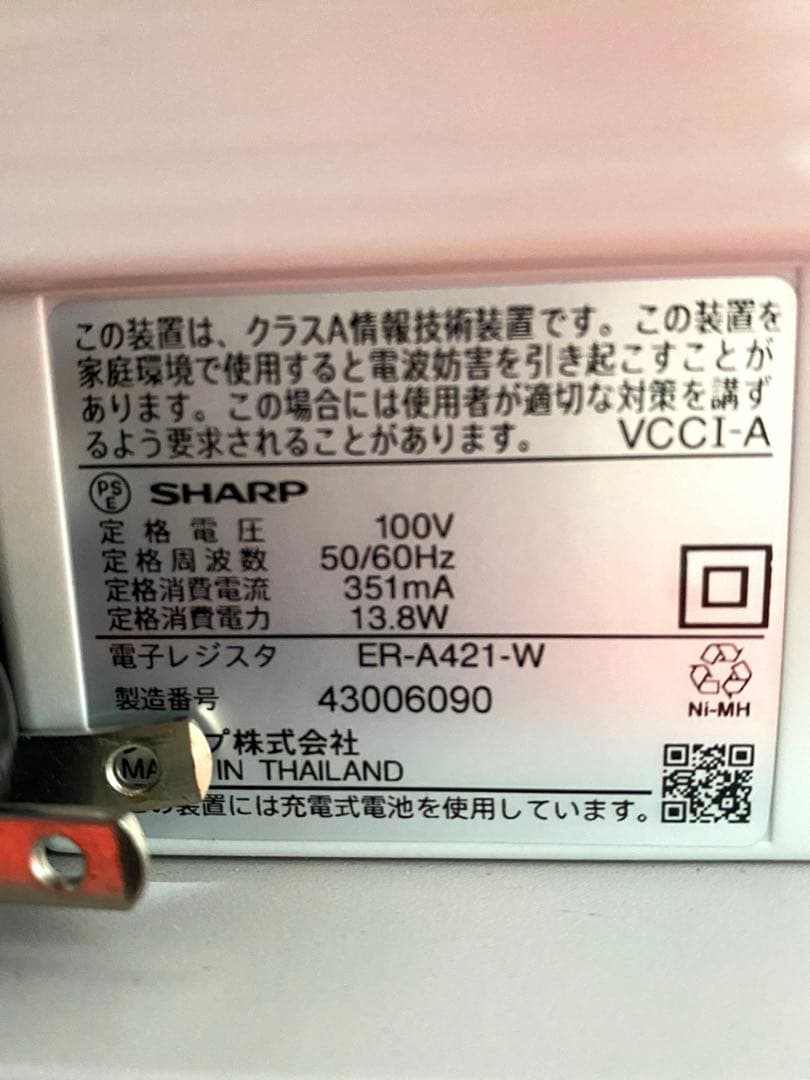 この装置は、クラスA情報技術装置です。この装置を
家庭環境で使用すると電波妨害を引き起こすことが
あります。この場合には使用者が適切な対策を講ず
るよう要求されることがあります。 VCCI-A
PSE SHARP
定格電圧 100V
定格周波数 50/60Hz
定格消費電流 351mA
定格消費電力 13.8W
電子レジスタ ER-A421-W
製造番号 43006090
Ni-MH
プ株式会社
MA IN THAILAND
の装置には充電式電池を使用しています。